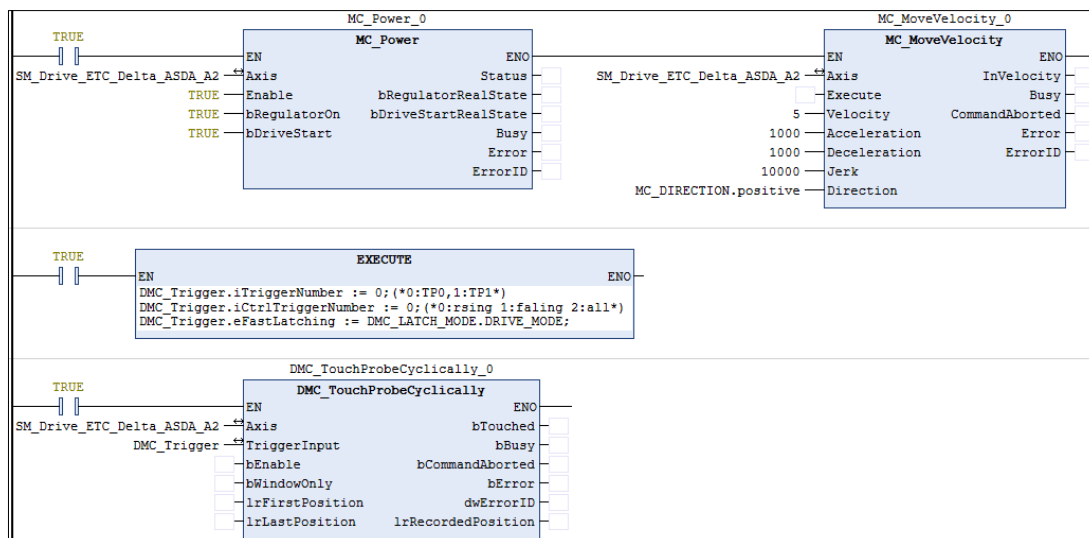 MC_Power_0 MC_MoveVelocity_0
TRUE MC_Power MC_MoveVelocity
EN ENO EN ENO
SM_Drive_ETC_Delta_ASDA_A2 Axis Status SM_Drive_ETC_Delta_ASDA_A2 Axis InVelocity
TRUE Enable bRegulatorRealState Execute Busy
TRUE bRegulatorOn bDriveStartRealState 5 Velocity CommandAborted
TRUE bDriveStart Busy 1000 Acceleration Error
Error 1000 Deceleration ErrorID
ErrorID 10000 Jerk
MC_DIRECTION.positive Direction
TRUE EXECUTE
EN ENO
DMC_Trigger.iTriggerNumber := 0;(*0:TP0,1:TP1*)
DMC_Trigger.iCtrlTriggerNumber := 0;(*0:rsing 1:faling 2:all*)
DMC_Trigger.eFastLatching := DMC_LATCH_MODE.DRIVE_MODE;
DMC_TouchProbeCyclically_0
TRUE DMC_TouchProbeCyclically
EN ENO
SM_Drive_ETC_Delta_ASDA_A2 Axis bTouched
DMC_Trigger TriggerInput bBusy
bEnable bCommandAborted
bWindowOnly bError
lrFirstPosition dwErrorID
lrLastPosition lrRecordedPosition